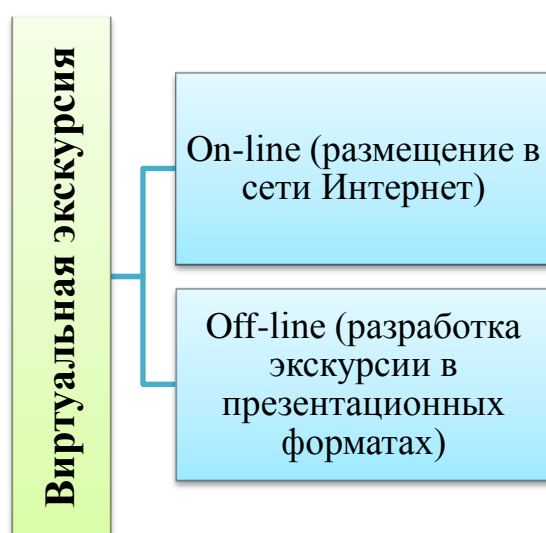 Виртуальная экскурсия
On-line (размещение в
сети Интернет)
Off-line (разработка
экскурсии в
презентационных
форматах)